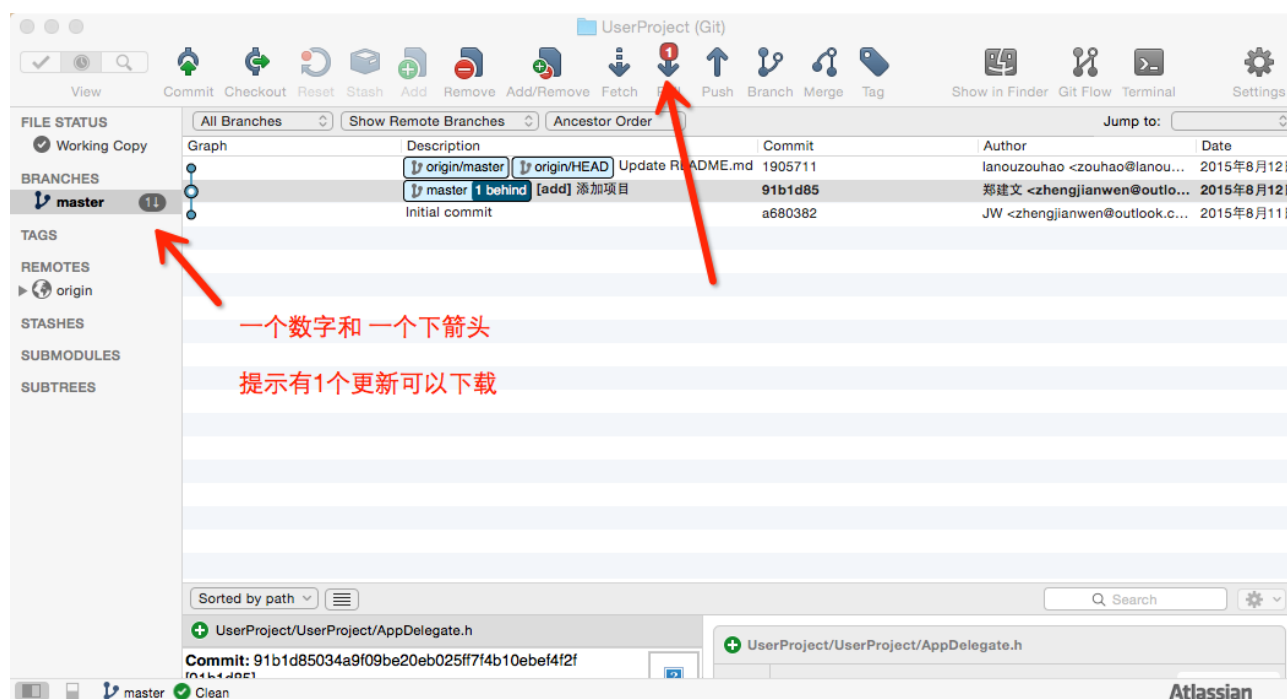 UserProject (Git)
View Commit Checkout Reset Stash Add Remove Add/Remove Fetch Push Branch Merge Tag Show in Finder Git Flow Terminal Settings
1
FILE STATUS
Working Copy
BRANCHES
master 1↓
TAGS
REMOTES
origin
STASHES
SUBMODULES
SUBTREES
All Branches Show Remote Branches Ancestor Order Jump to:
Graph Description Commit Author Date
origin/master origin/HEAD Update README.md 1905711 lanouzouhao <zouhao@lanou... 2015年8月12
master 1 behind [add] 添加项目 91b1d85 郑建文 <zhengjianwen@outlo... 2015年8月12
Initial commit a680382 JW <zhengjianwen@outlook.c... 2015年8月11
一个数字和 一个下箭头
提示有1个更新可以下载
Sorted by path Search
UserProject/UserProject/AppDelegate.h
Commit: 91b1d85034a9f09be20eb025ff7f4b10ebef4f2f
[91b1d85]
UserProject/UserProject/AppDelegate.h
master Clean Atlassian